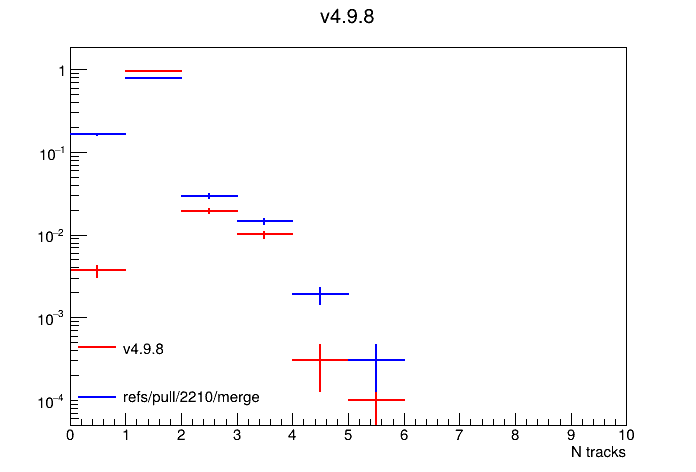 v4.9.8
1
10⁻¹
10⁻²
10⁻³
10⁻⁴
v4.9.8
refs/pull/2210/merge
0 1 2 3 4 5 6 7 8 9 10
N tracks